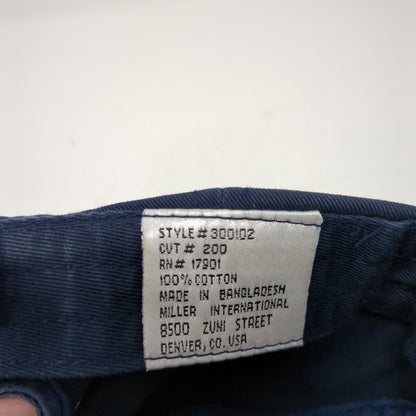 STYLE# 300102
CUT# 200
RN# 17901
100% COTTON
MADE IN BANGLADESH
MILLER INTERNATIONAL
8500 ZUNI STREET
DENVER, CO. USA